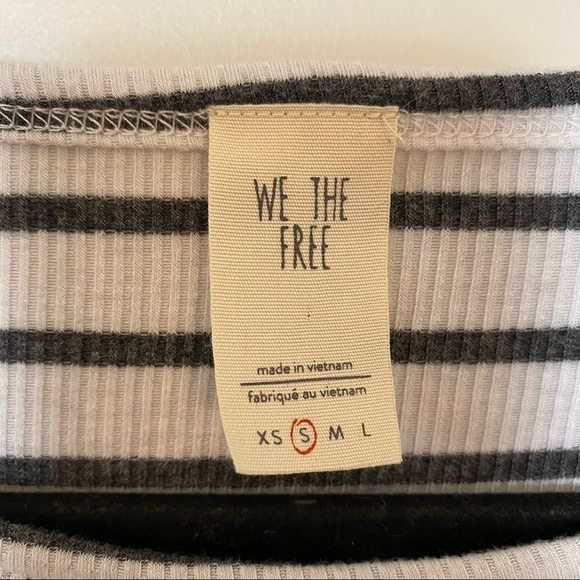 WE THE
FREE
made in vietnam
fabriqué au vietnam
XS S M L